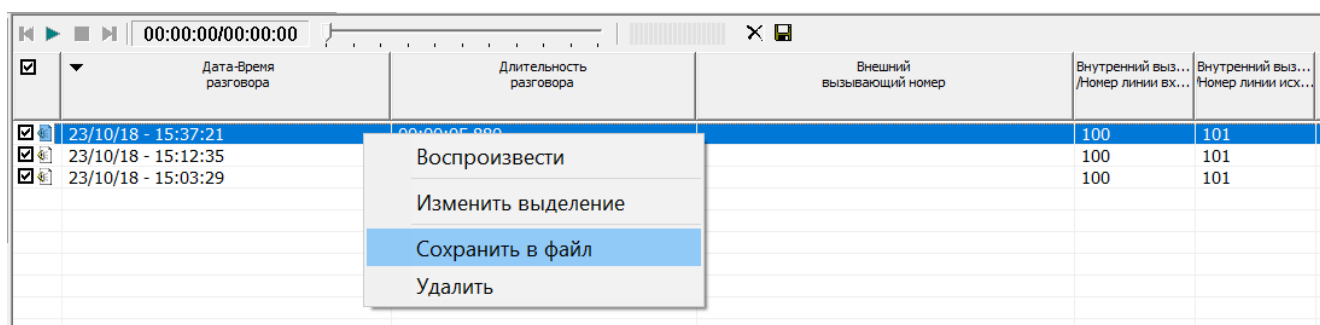 00:00:00/00:00:00
Дата-Время
разговора
Длительность
разговора
Внешний
вызывающий номер
Внутренний выз...
/Номер линии вх...
Внутренний выз...
/Номер линии исх...
23/10/18 - 15:37:21 100 101
23/10/18 - 15:12:35 100 101
23/10/18 - 15:03:29 100 101
Воспроизвести
Изменить выделение
Сохранить в файл
Удалить